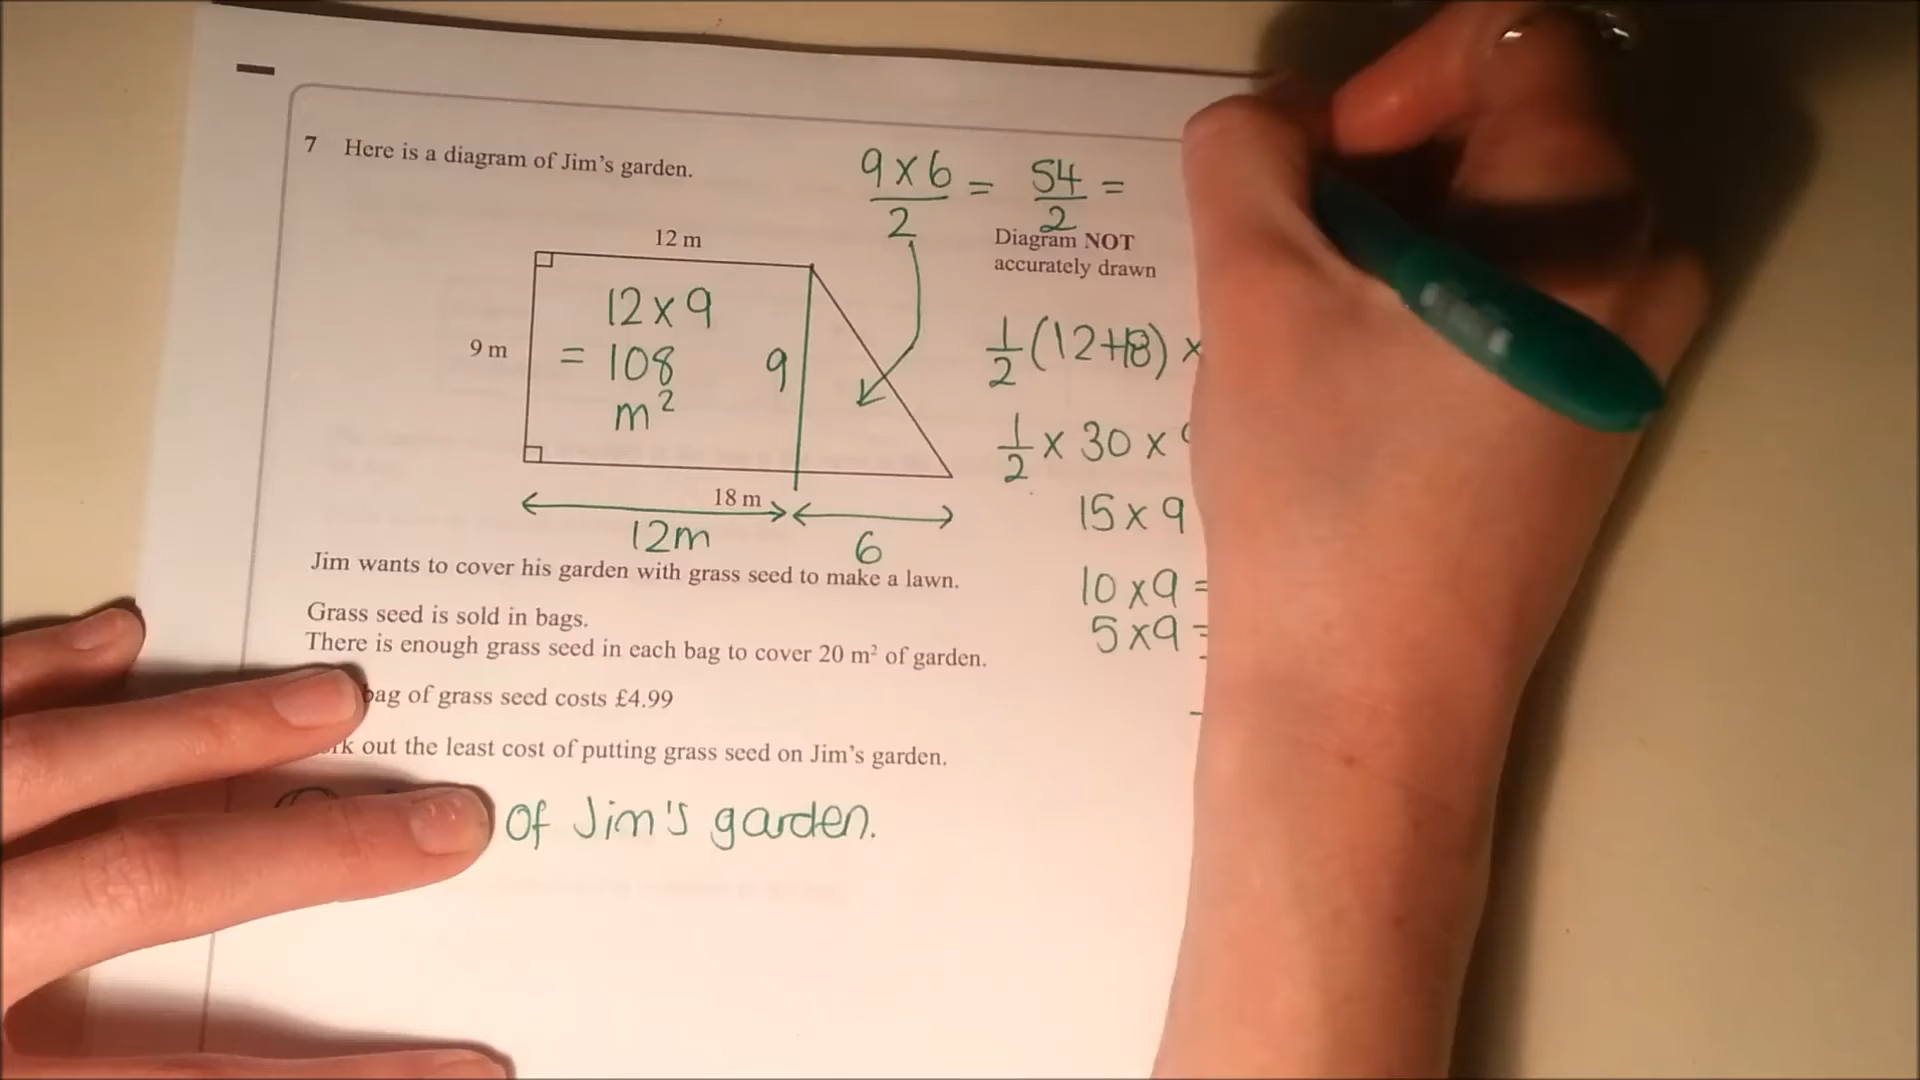 7 Here is a diagram of Jim's garden.
9 x 6 = 54 =
2 2
Diagram NOT
accurately drawn
12 m
9 m
12 x 9
= 108
m²
9
18 m
12m
6
½ (12+18) x
½ x 30 x
15 x 9
10 x 9 =
5 x 9 =
Jim wants to cover his garden with grass seed to make a lawn.
Grass seed is sold in bags.
There is enough grass seed in each bag to cover 20 m² of garden.
bag of grass seed costs £4.99
out the least cost of putting grass seed on Jim's garden.
of Jim's garden.